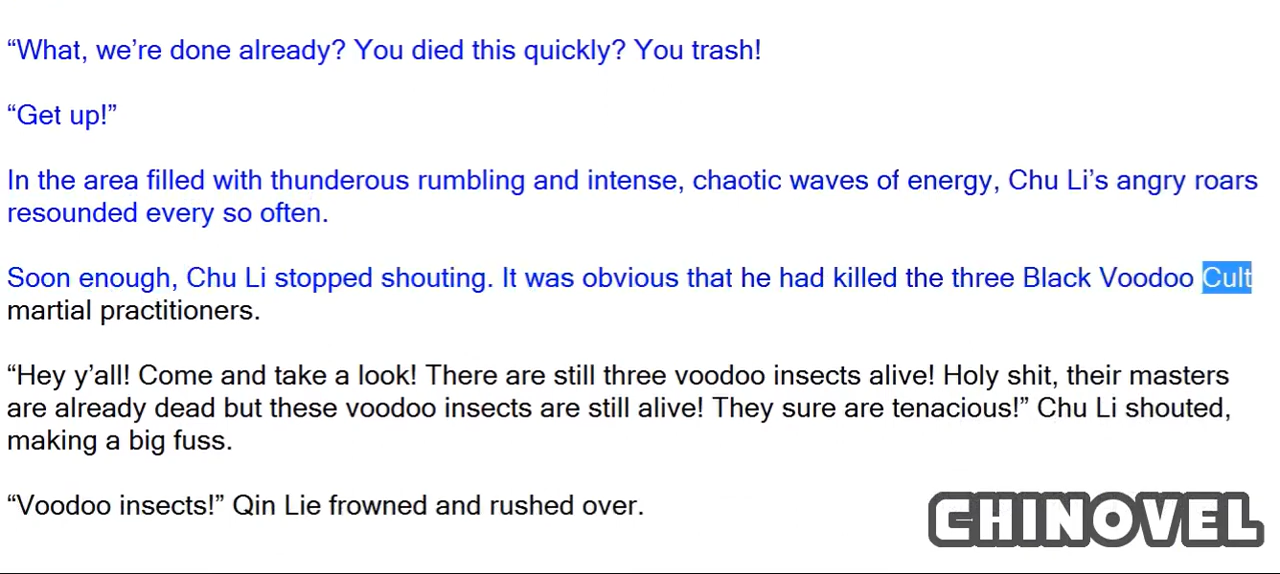 “What, we’re done already? You died this quickly? You trash!
“Get up!”
In the area filled with thunderous rumbling and intense, chaotic waves of energy, Chu Li’s angry roars
resounded every so often.
Soon enough, Chu Li stopped shouting. It was obvious that he had killed the three Black Voodoo Cult
martial practitioners.
“Hey y’all! Come and take a look! There are still three voodoo insects alive! Holy shit, their masters
are already dead but these voodoo insects are still alive! They sure are tenacious!” Chu Li shouted,
making a big fuss.
“Voodoo insects!” Qin Lie frowned and rushed over.
CHINOVEL